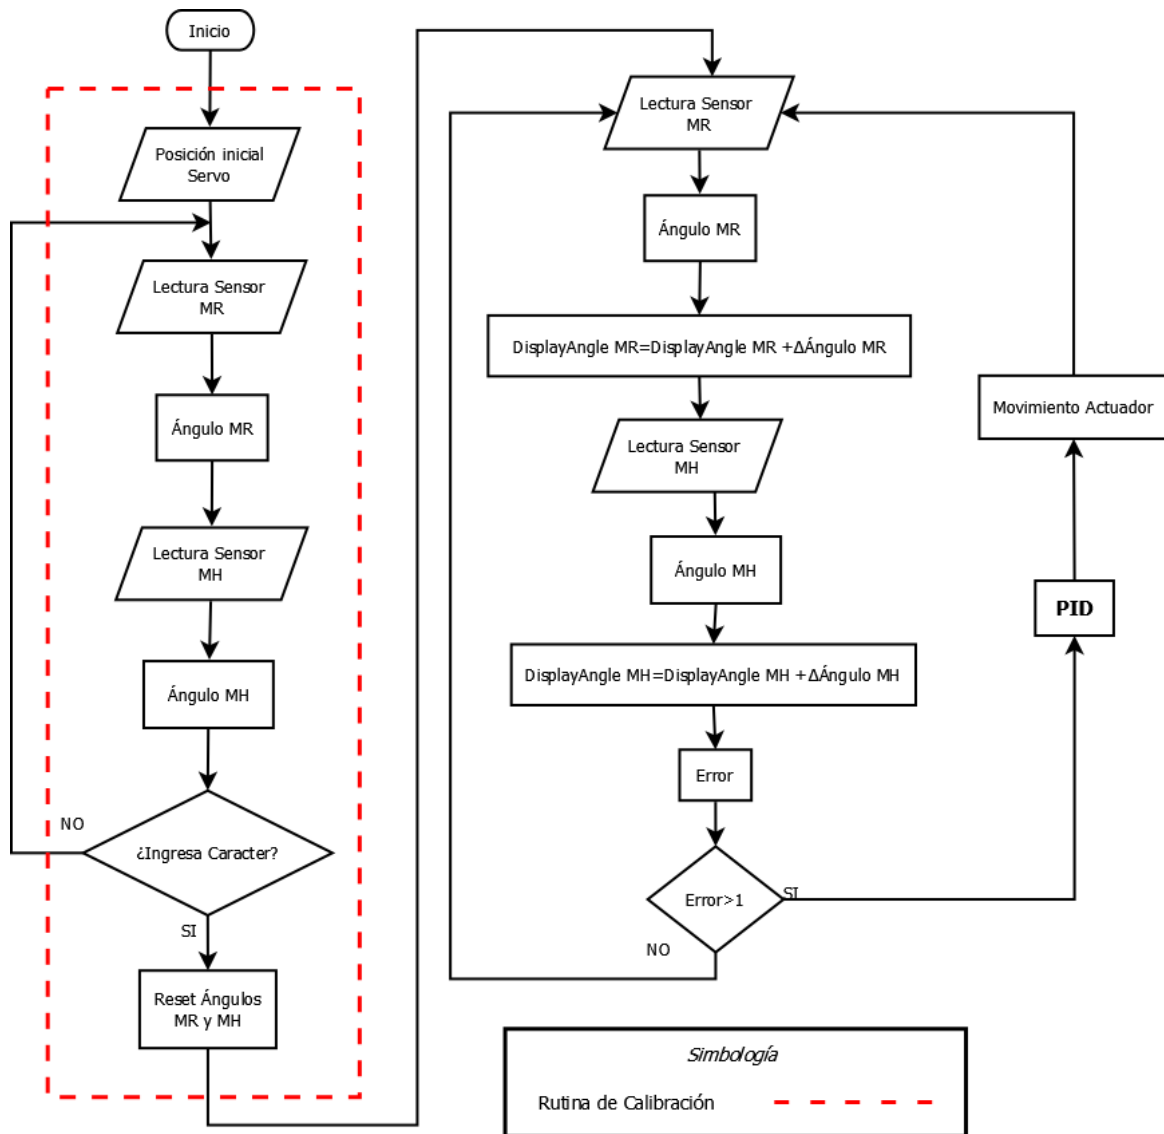 Inicio
Posición inicial
Servo
Lectura Sensor
MR
Ángulo MR
Lectura Sensor
MH
Ángulo MH
¿Ingresa Caracter?
NO
SI
Reset Ángulos
MR y MH
Lectura Sensor
MR
Ángulo MR
DisplayAngle MR=DisplayAngle MR +ΔÁngulo MR
Lectura Sensor
MH
Ángulo MH
DisplayAngle MH=DisplayAngle MH +ΔÁngulo MH
Error
Error>1
SI
NO
PID
Movimiento Actuador
Simbología
Rutina de Calibración